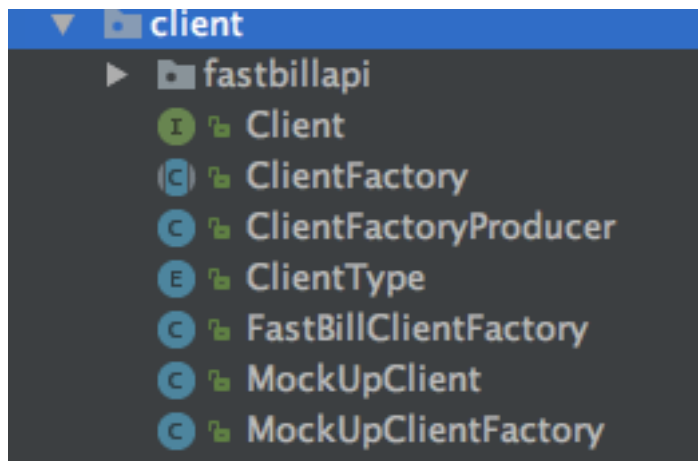 client
fastbillapi
I Client
C ClientFactory
C ClientFactoryProducer
E ClientType
C FastBillClientFactory
C MockUpClient
C MockUpClientFactory